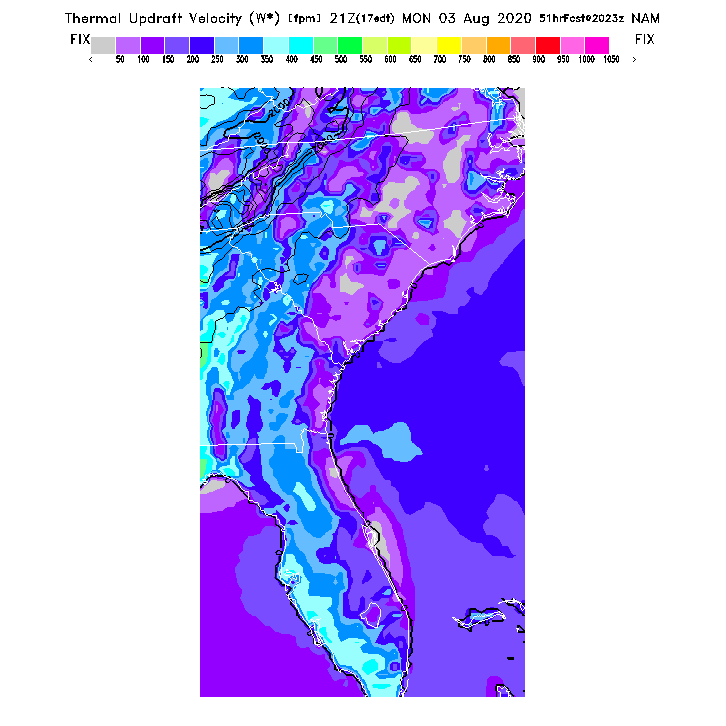 Thermal Updraft Velocity (W*) [fpm] 21Z(17edt) MON 03 Aug 2020 51hrFcst@2023z NAM
FIX FIX
< 50 100 150 200 250 300 350 400 450 500 550 600 650 700 750 800 850 900 950 1000 1050 >
2000